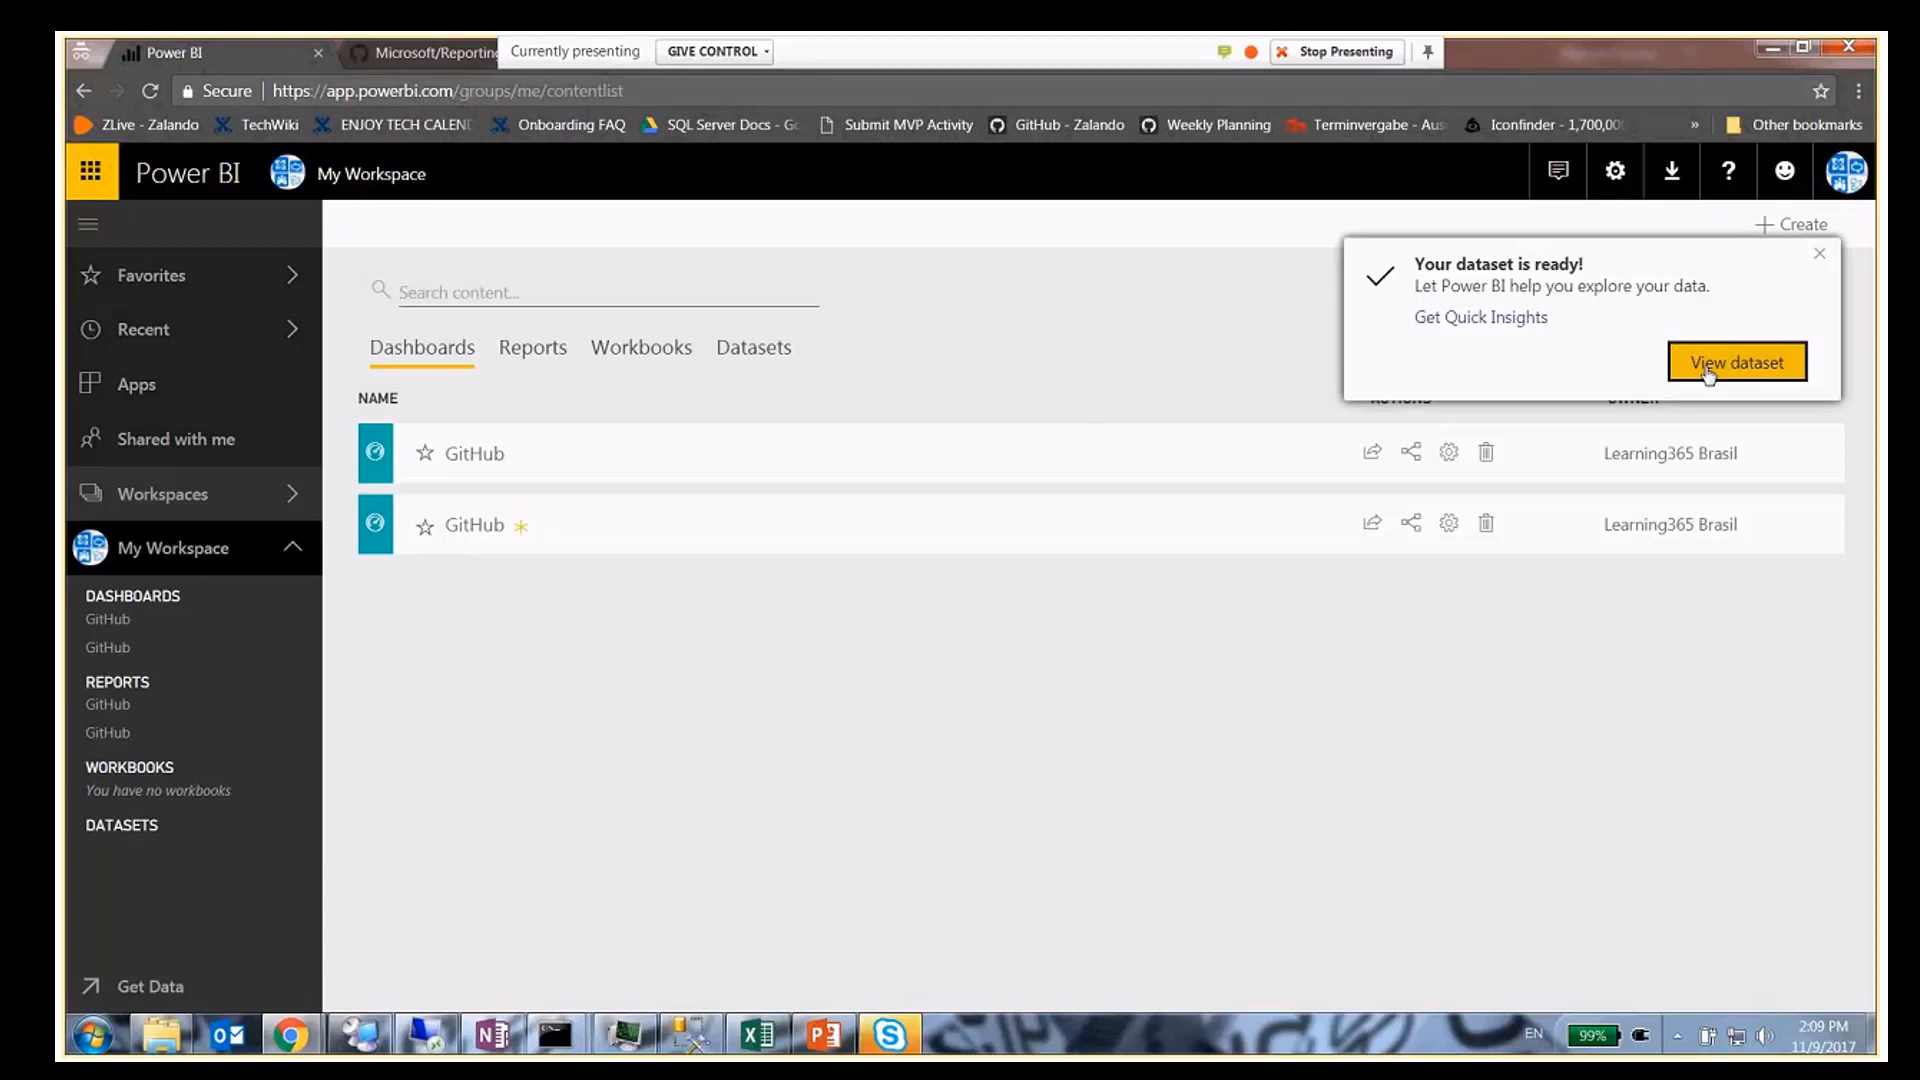 Power BI
Microsoft/Reporting
Currently presenting
GIVE CONTROL
Stop Presenting
Secure
https://app.powerbi.com/groups/me/contentlist
ZLive - Zalando
TechWiki
ENJOY TECH CALEND
Onboarding FAQ
SQL Server Docs - Go
Submit MVP Activity
GitHub - Zalando
Weekly Planning
Terminvergabe - Aus
Iconfinder - 1,700,00
»
Other bookmarks
Power BI
My Workspace
?
Create
Favorites
Recent
Apps
Shared with me
Workspaces
My Workspace
DASHBOARDS
GitHub
GitHub
REPORTS
GitHub
GitHub
WORKBOOKS
You have no workbooks
DATASETS
Get Data
Search content...
Dashboards
Reports
Workbooks
Datasets
NAME
ACTIONS
OWNER
GitHub
Learning365 Brasil
GitHub
Learning365 Brasil
Your dataset is ready!
Let Power BI help you explore your data.
Get Quick Insights
View dataset
EN
99%
2:09 PM
11/9/2017